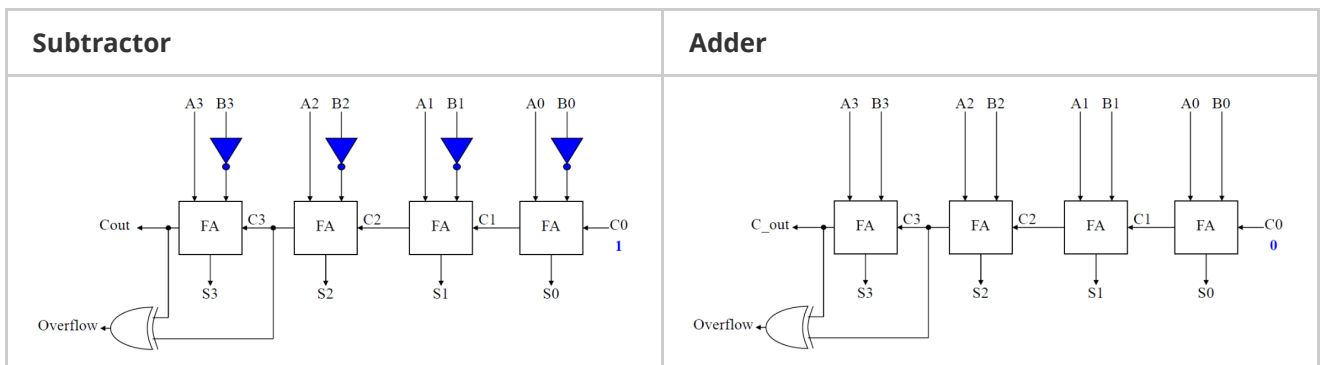 Subtractor
Adder
A3 B3 A2 B2 A1 B1 A0 B0
A3 B3 A2 B2 A1 B1 A0 B0
Cout FA C3 FA C2 FA C1 FA C0
1
C_out FA C3 FA C2 FA C1 FA C0
0
S3 S2 S1 S0
S3 S2 S1 S0
Overflow
Overflow